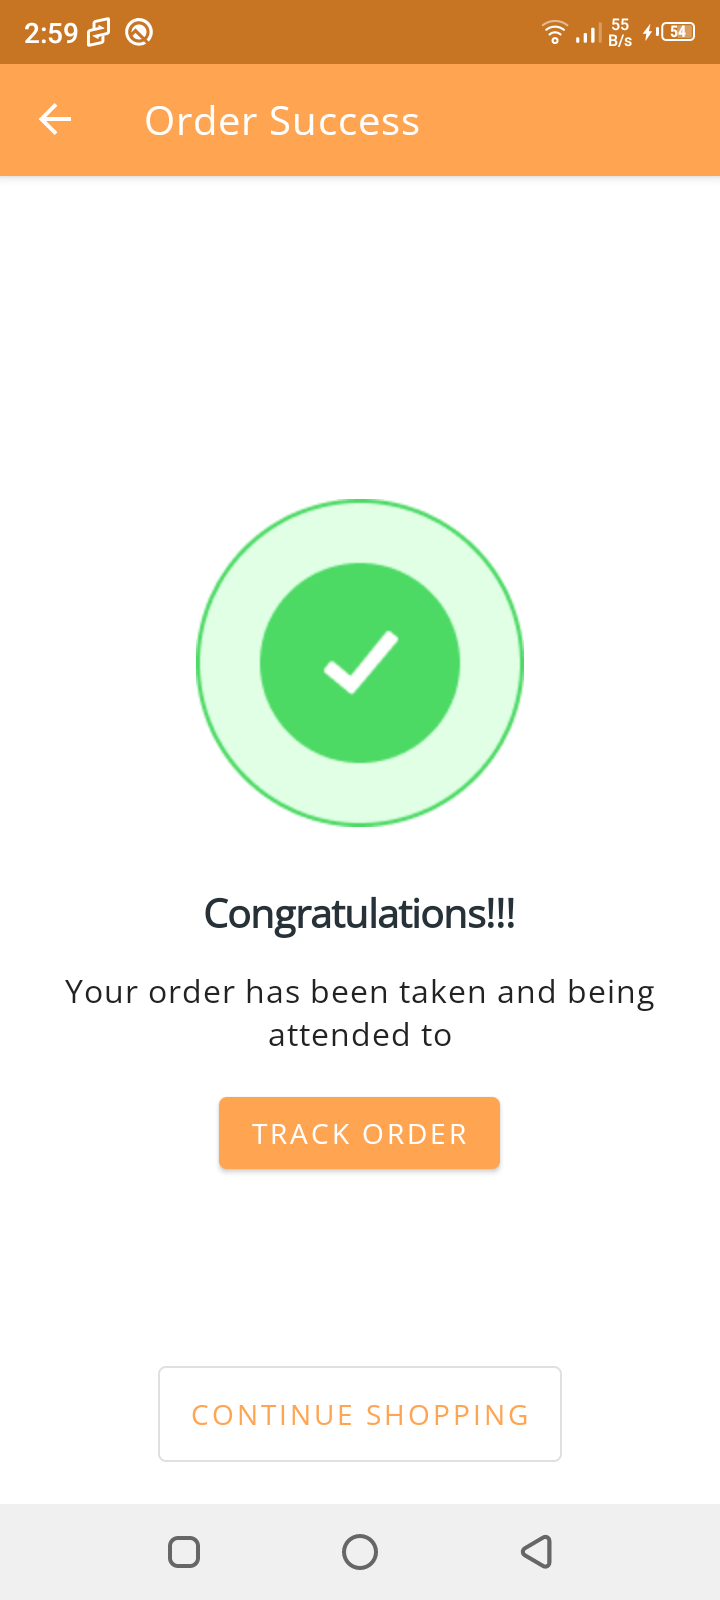 2:59
55
B/s
54
Order Success
Congratulations!!!
Your order has been taken and being
attended to
TRACK ORDER
CONTINUE SHOPPING